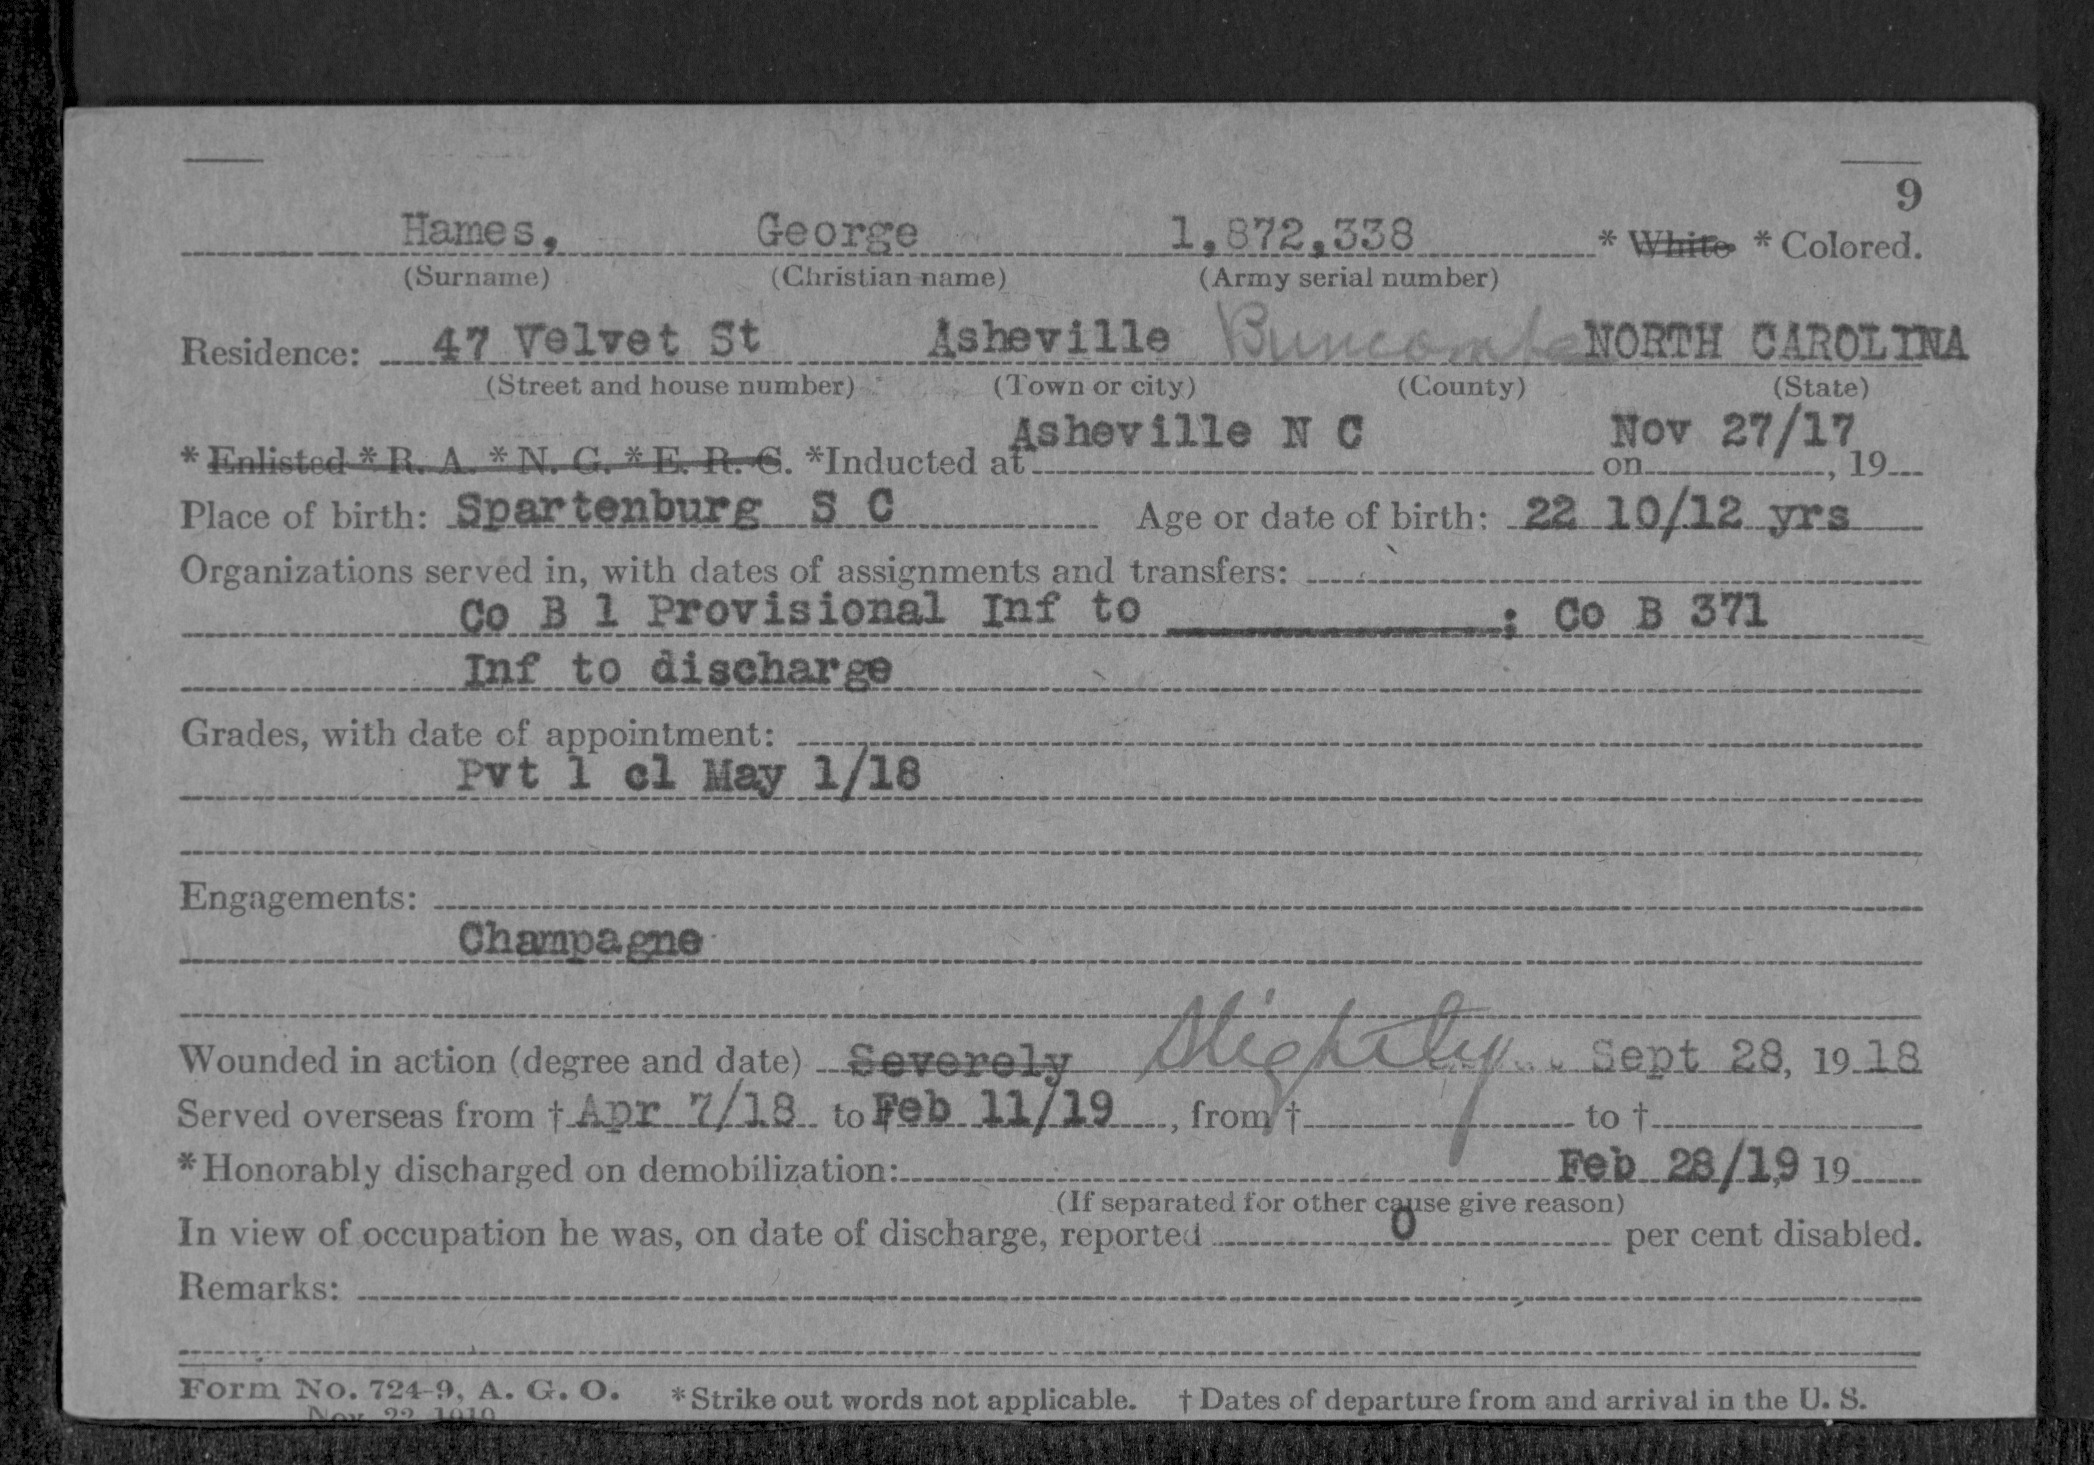 9
Hames, George 1,872,338 * White * Colored.
(Surname) (Christian name) (Army serial number)
Residence: 47 Velvet St Asheville Buncombe NORTH CAROLINA
(Street and house number) (Town or city) (County) (State)
Asheville N C Nov 27/17
* Enlisted * R. A. * N. G. * E. R. C. *Inducted at on , 19
Place of birth: Spartenburg S C Age or date of birth: 22 10/12 yrs
Organizations served in, with dates of assignments and transfers:
Co B 1 Provisional Inf to ; Co B 371
Inf to discharge
Grades, with date of appointment:
Pvt 1 cl May 1/18
Engagements:
Champagne
Wounded in action (degree and date) Severely Slightly Sept 28, 1918
Served overseas from † Apr 7/18 to † Feb 11/19, from † to †
* Honorably discharged on demobilization: Feb 28/19, 19
(If separated for other cause give reason)
In view of occupation he was, on date of discharge, reported 0 per cent disabled.
Remarks:
Form No. 724-9, A. G. O. * Strike out words not applicable. † Dates of departure from and arrival in the U. S.
Nov. 22, 1919